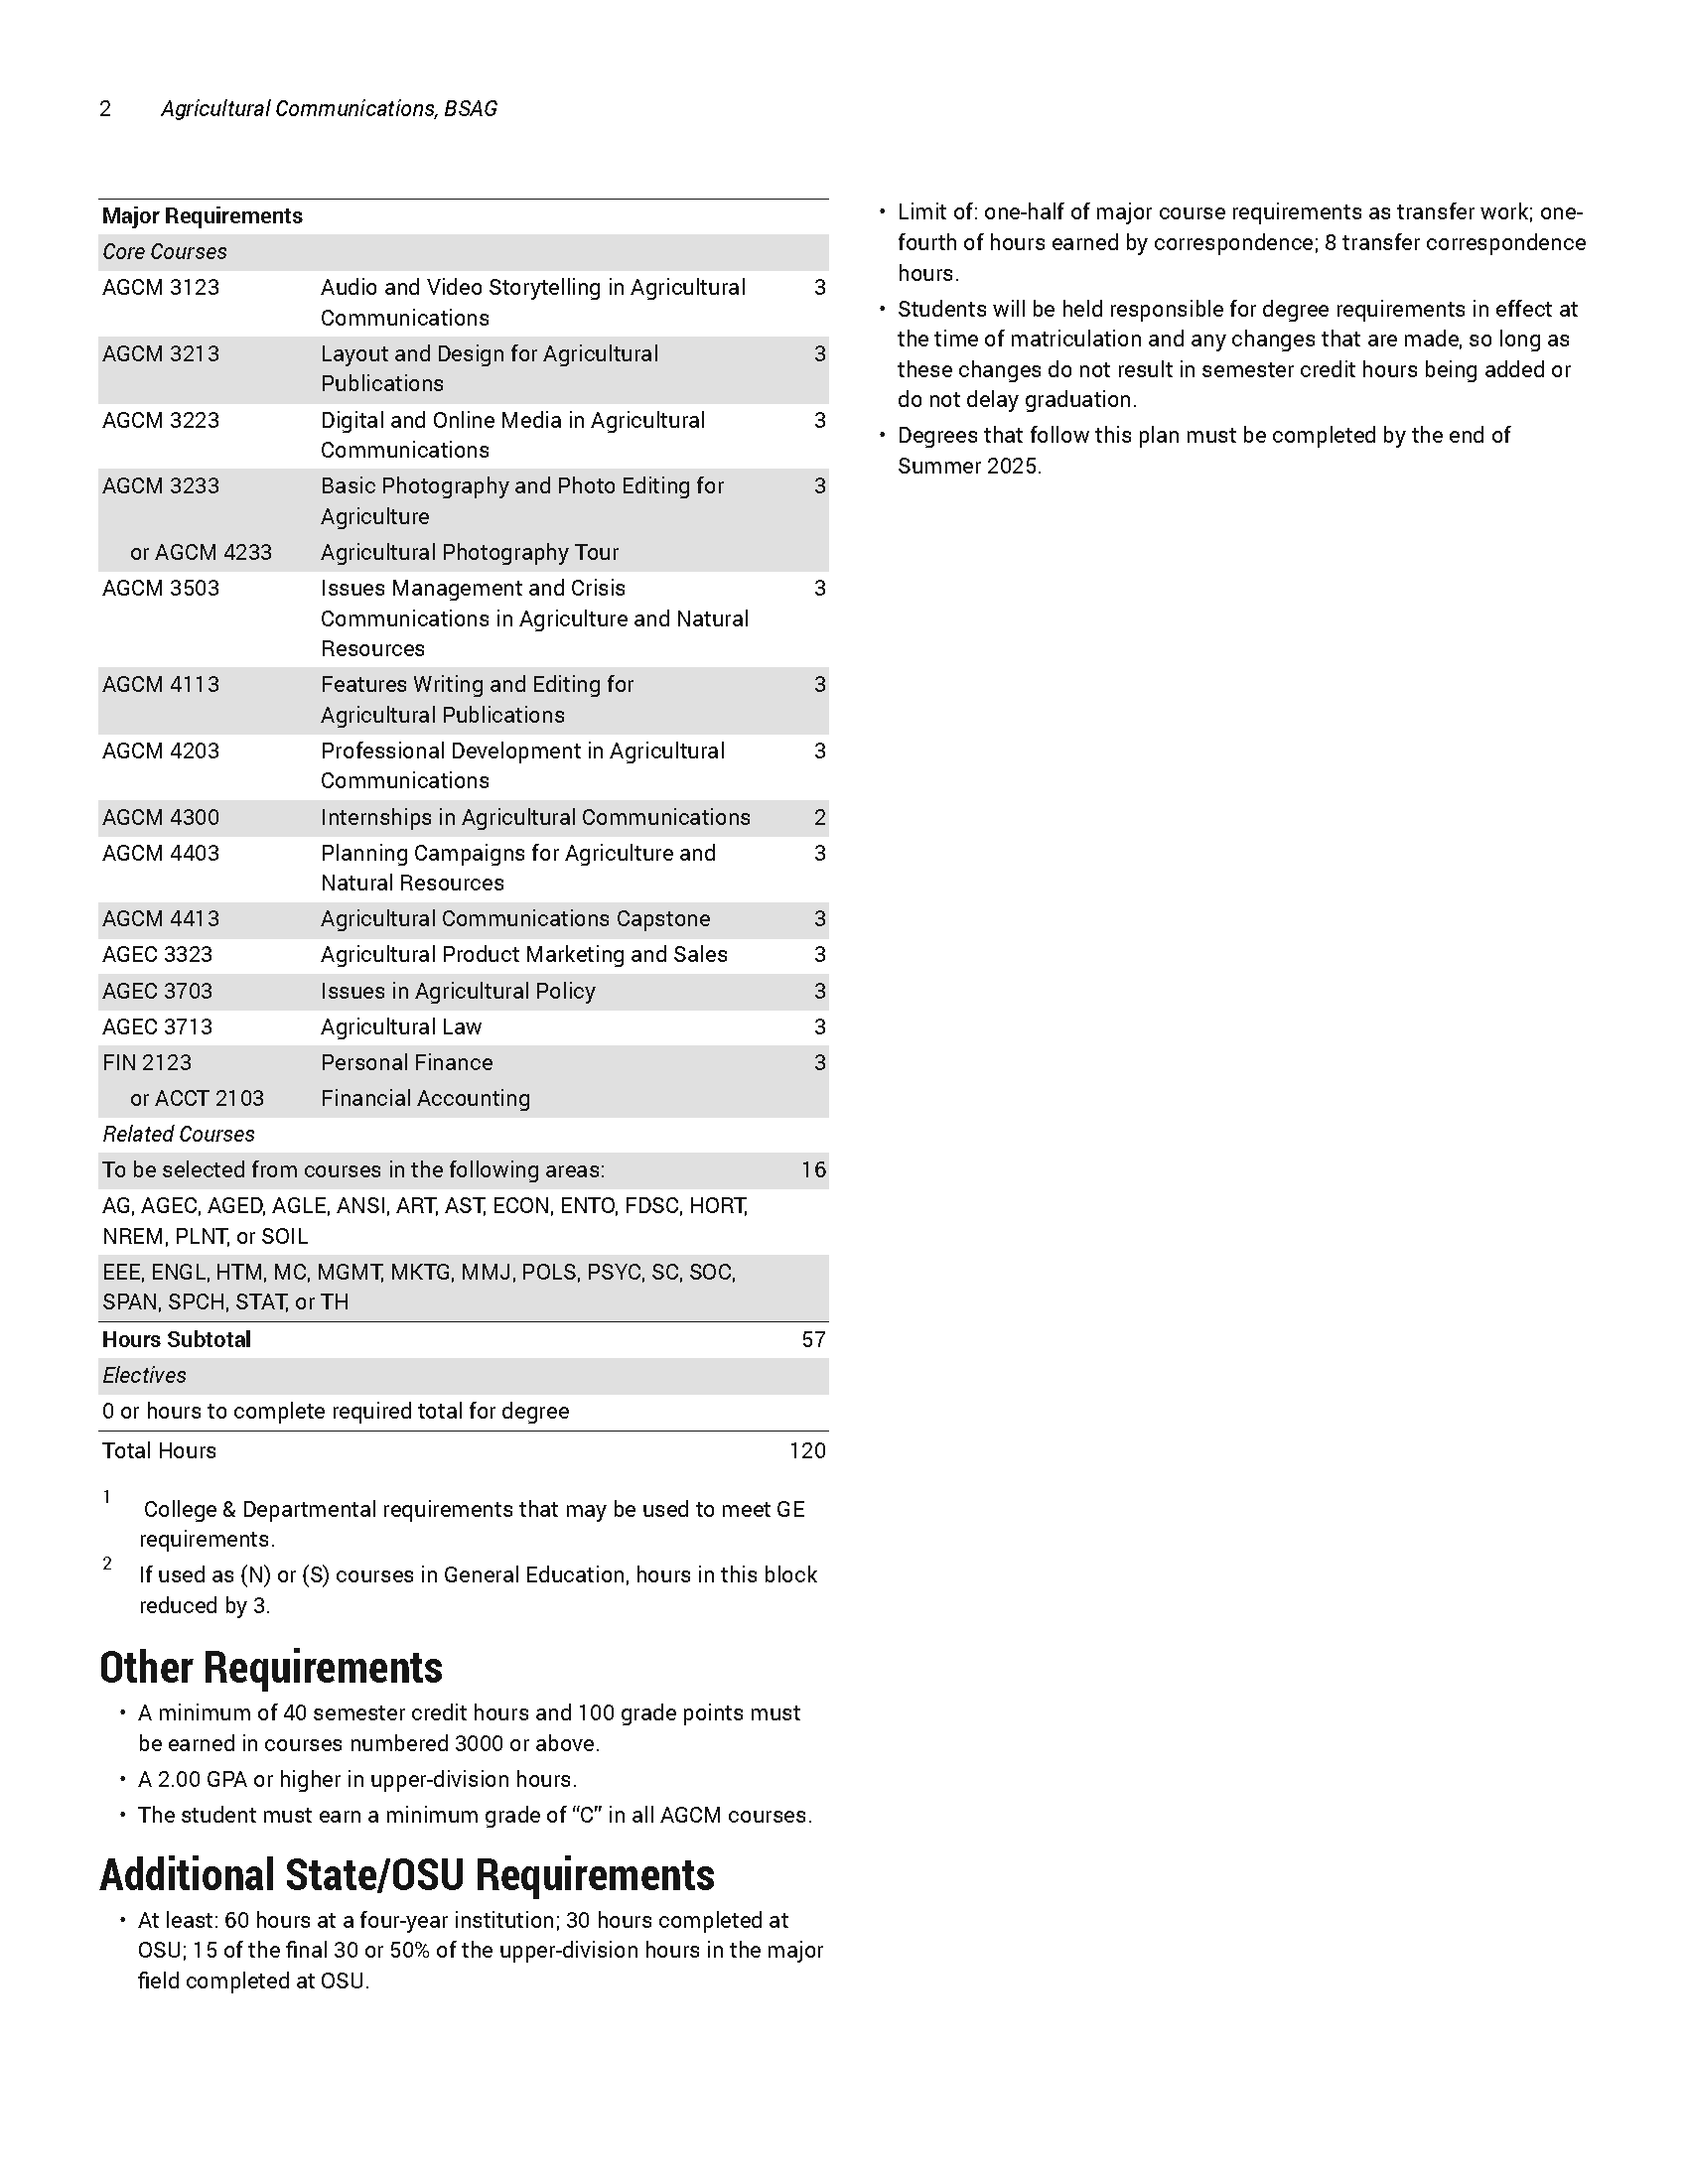 2 Agricultural Communications, BSAG
Major Requirements
Core Courses
AGCM 3123 Audio and Video Storytelling in Agricultural 3
Communications
AGCM 3213 Layout and Design for Agricultural 3
Publications
AGCM 3223 Digital and Online Media in Agricultural 3
Communications
AGCM 3233 Basic Photography and Photo Editing for 3
Agriculture
or AGCM 4233 Agricultural Photography Tour
AGCM 3503 Issues Management and Crisis 3
Communications in Agriculture and Natural
Resources
AGCM 4113 Features Writing and Editing for 3
Agricultural Publications
AGCM 4203 Professional Development in Agricultural 3
Communications
AGCM 4300 Internships in Agricultural Communications 2
AGCM 4403 Planning Campaigns for Agriculture and 3
Natural Resources
AGCM 4413 Agricultural Communications Capstone 3
AGEC 3323 Agricultural Product Marketing and Sales 3
AGEC 3703 Issues in Agricultural Policy 3
AGEC 3713 Agricultural Law 3
FIN 2123 Personal Finance 3
or ACCT 2103 Financial Accounting
Related Courses
To be selected from courses in the following areas: 16
AG, AGEC, AGED, AGLE, ANSI, ART, AST, ECON, ENTO, FDSC, HORT,
NREM, PLNT, or SOIL
EEE, ENGL, HTM, MC, MGMT, MKTG, MMJ, POLS, PSYC, SC, SOC,
SPAN, SPCH, STAT, or TH
Hours Subtotal 57
Electives
0 or hours to complete required total for degree
Total Hours 120
1 College & Departmental requirements that may be used to meet GE
requirements.
2 If used as (N) or (S) courses in General Education, hours in this block
reduced by 3.
Other Requirements
• A minimum of 40 semester credit hours and 100 grade points must
be earned in courses numbered 3000 or above.
• A 2.00 GPA or higher in upper-division hours.
• The student must earn a minimum grade of “C” in all AGCM courses.
Additional State/OSU Requirements
• At least: 60 hours at a four-year institution; 30 hours completed at
OSU; 15 of the final 30 or 50% of the upper-division hours in the major
field completed at OSU.
• Limit of: one-half of major course requirements as transfer work; one-
fourth of hours earned by correspondence; 8 transfer correspondence
hours.
• Students will be held responsible for degree requirements in effect at
the time of matriculation and any changes that are made, so long as
these changes do not result in semester credit hours being added or
do not delay graduation.
• Degrees that follow this plan must be completed by the end of
Summer 2025.